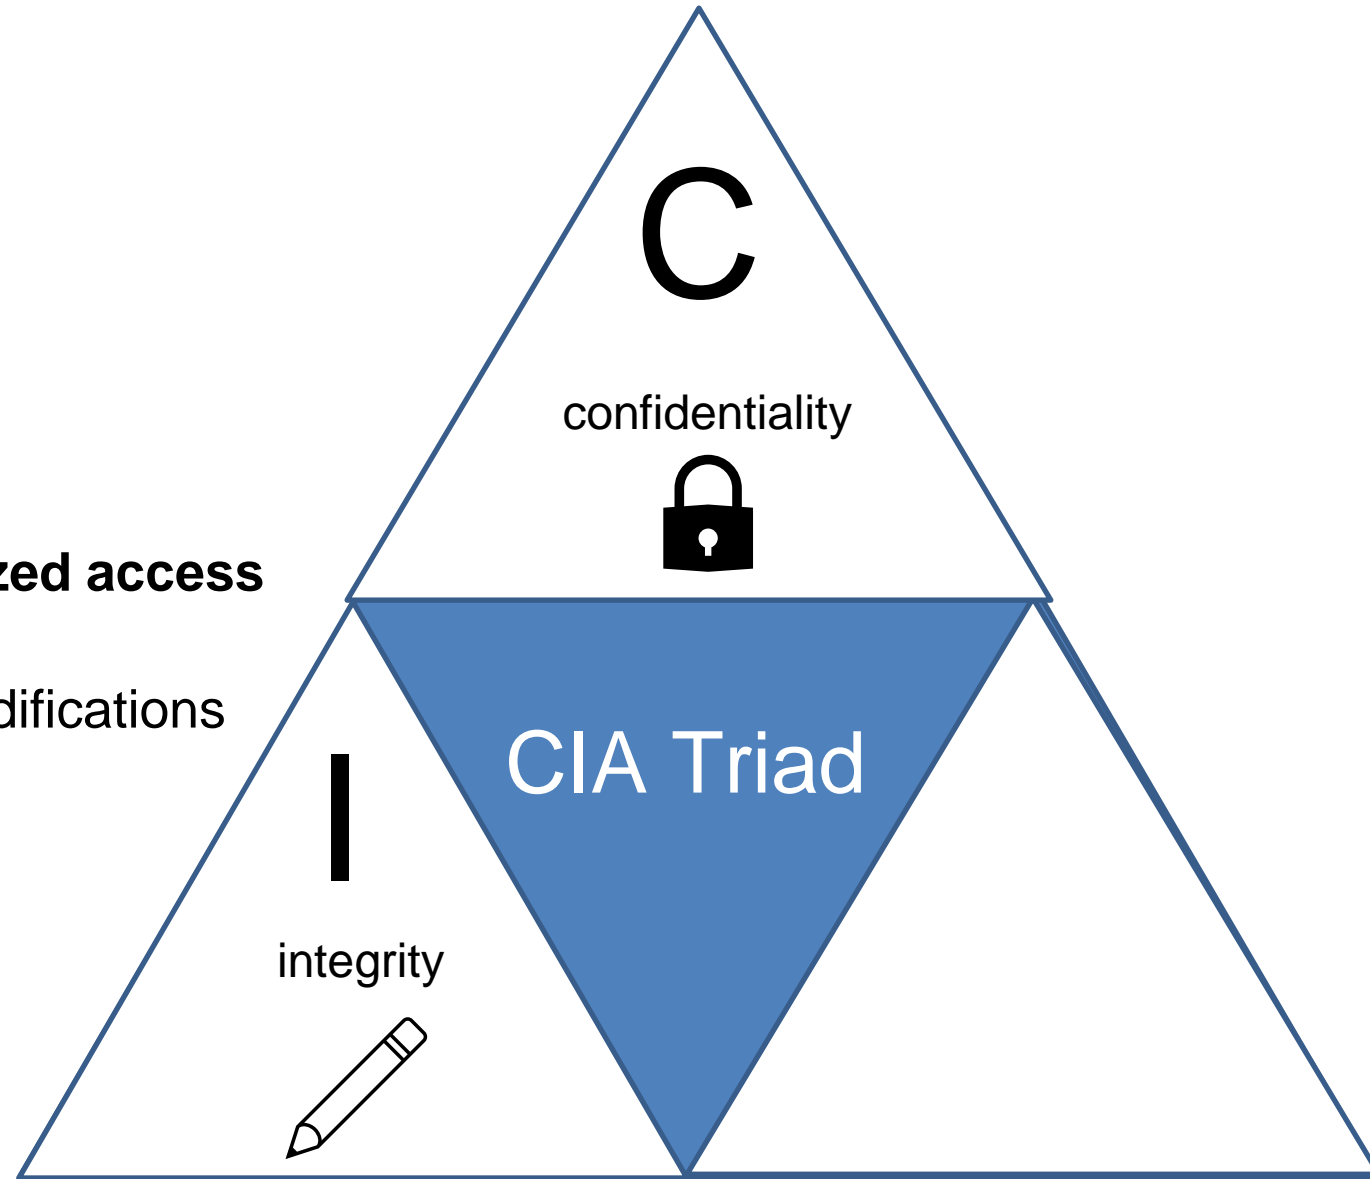 C
confidentiality
zed access
difications
CIA Triad
I
integrity